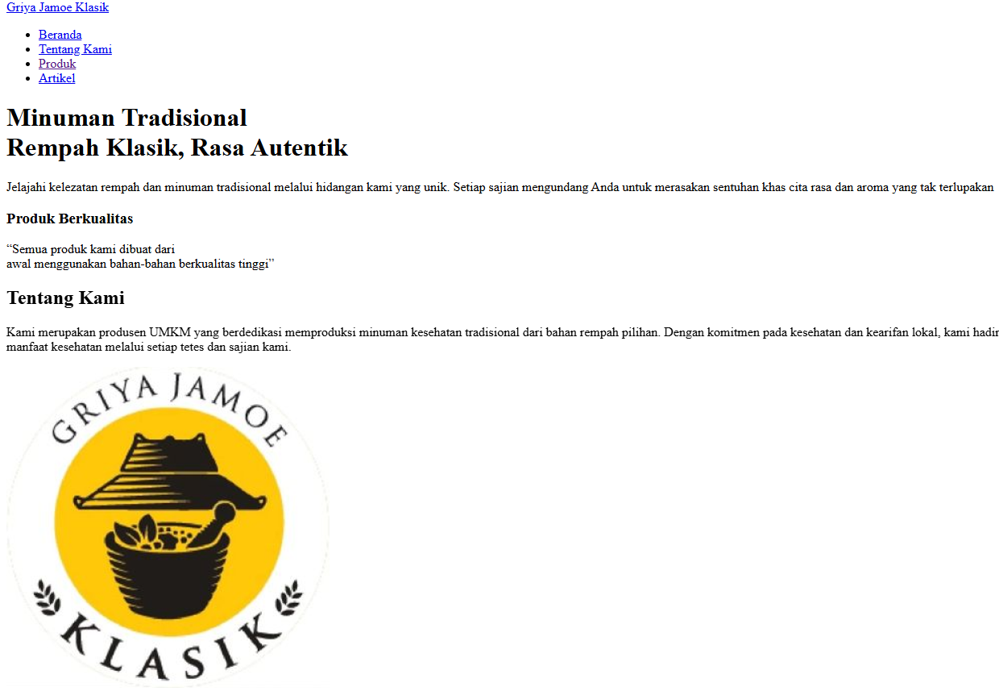 Griya Jamoe Klasik
Beranda
Tentang Kami
Produk
Artikel
Minuman Tradisional
Rempah Klasik, Rasa Autentik
Jelajahi kelezatan rempah dan minuman tradisional melalui hidangan kami yang unik. Setiap sajian mengundang Anda untuk merasakan sentuhan khas cita rasa dan aroma yang tak terlupakan
Produk Berkualitas
“Semua produk kami dibuat dari
awal menggunakan bahan-bahan berkualitas tinggi”
Tentang Kami
Kami merupakan produsen UMKM yang berdedikasi memproduksi minuman kesehatan tradisional dari bahan rempah pilihan. Dengan komitmen pada kesehatan dan kearifan lokal, kami hadir
manfaat kesehatan melalui setiap tetes dan sajian kami.
GRIYA JAMOE
KLASIK